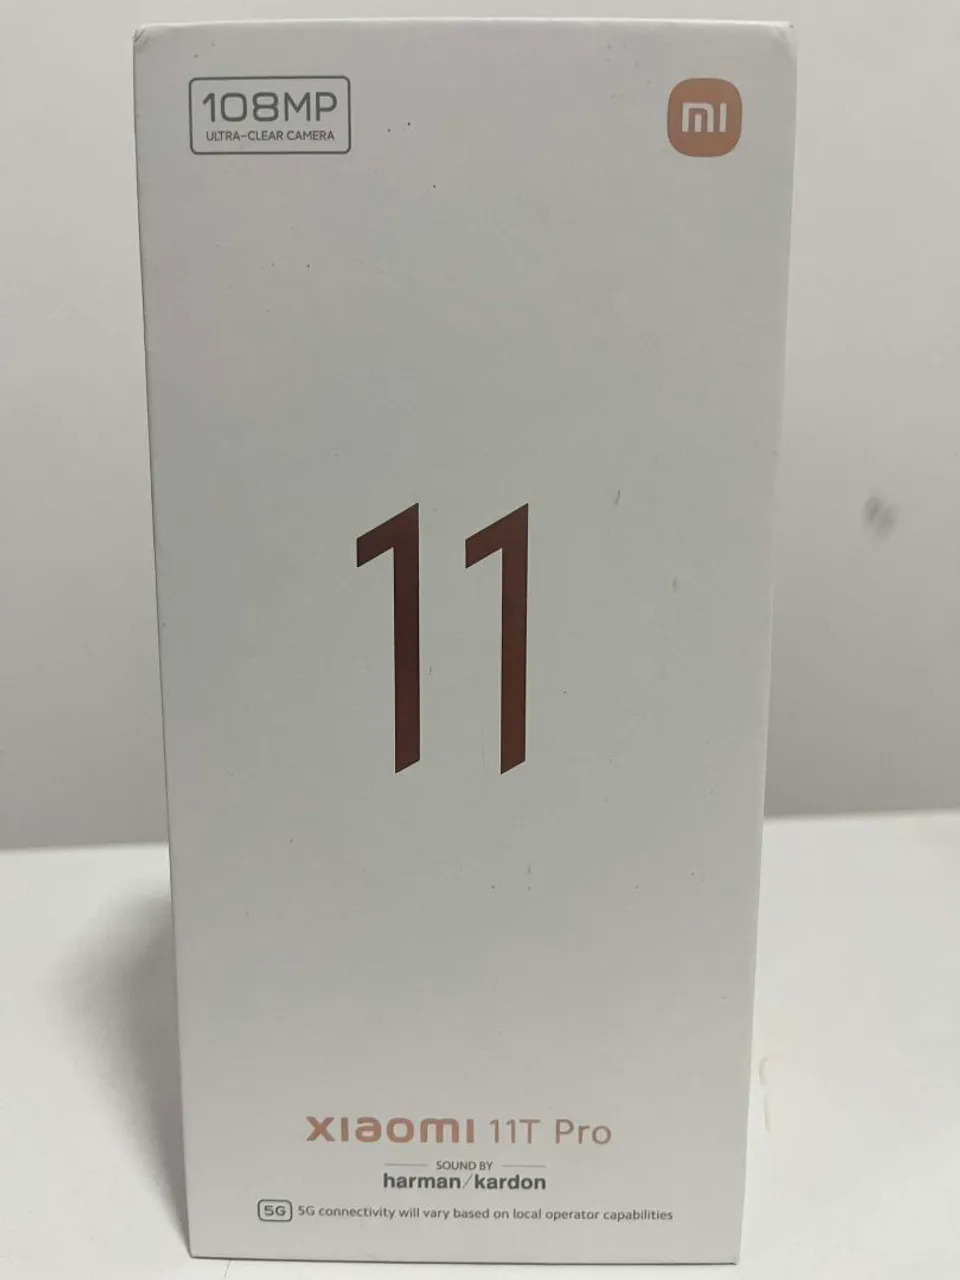 108MP
ULTRA-CLEAR CAMERA
mi
11
xiaomi 11T Pro
SOUND BY
harman/kardon
5G 5G connectivity will vary based on local operator capabilities